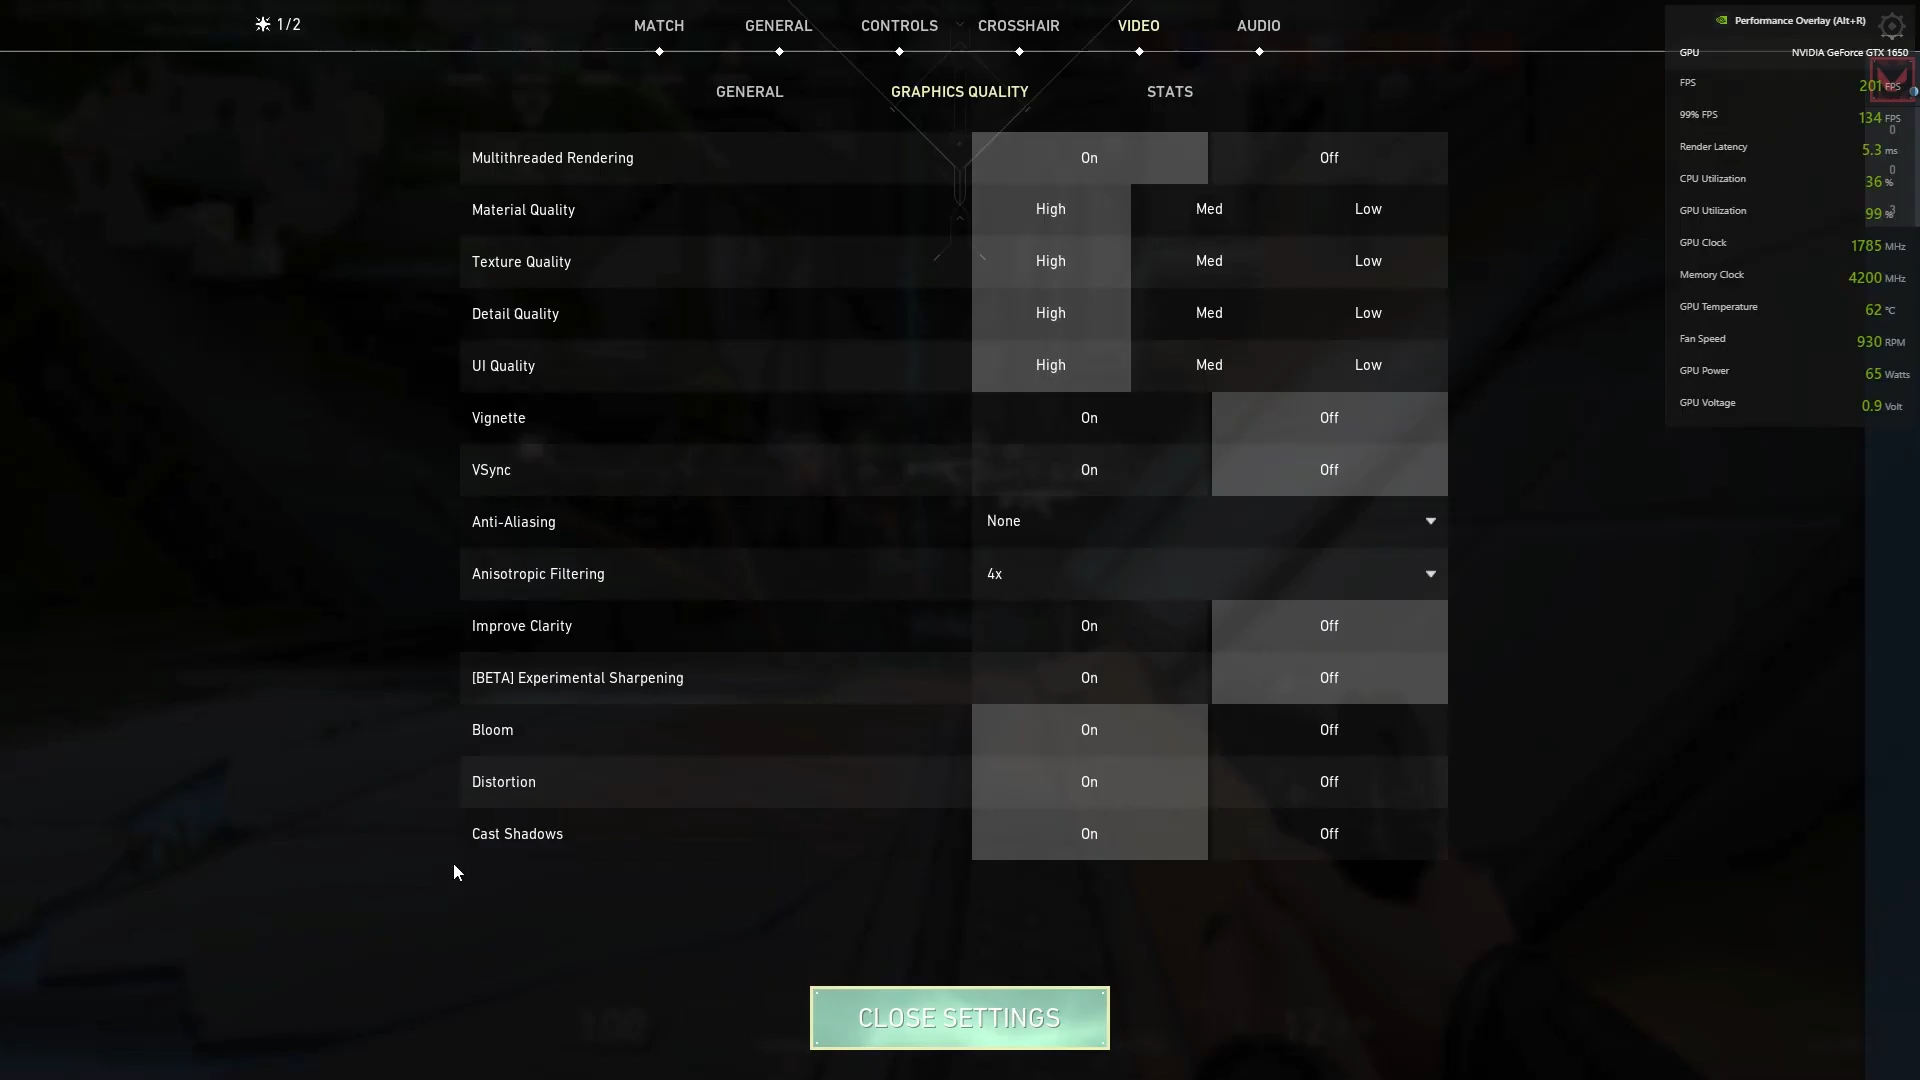 1/2
MATCH GENERAL CONTROLS CROSSHAIR VIDEO AUDIO
GENERAL GRAPHICS QUALITY STATS
Multithreaded Rendering On Off
Material Quality High Med Low
Texture Quality High Med Low
Detail Quality High Med Low
UI Quality High Med Low
Vignette On Off
VSync On Off
Anti-Aliasing None
Anisotropic Filtering 4x
Improve Clarity On Off
[BETA] Experimental Sharpening On Off
Bloom On Off
Distortion On Off
Cast Shadows On Off
CLOSE SETTINGS
Performance Overlay (Alt+R)
GPU NVIDIA GeForce GTX 1650
FPS 201 FPS
99% FPS 134 FPS
0
Render Latency 5.3 ms
0
CPU Utilization 36 %
GPU Utilization 99 %
3
GPU Clock 1785 MHz
Memory Clock 4200 MHz
GPU Temperature 62 °C
Fan Speed 930 RPM
GPU Power 65 Watts
GPU Voltage 0.9 Volt